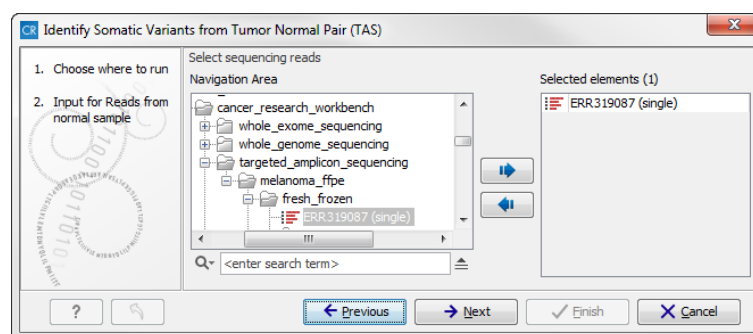 CR Identify Somatic Variants from Tumor Normal Pair (TAS)
X
1. Choose where to run
2. Input for Reads from
normal sample
Select sequencing reads
Navigation Area
cancer_research_workbench
whole_exome_sequencing
whole_genome_sequencing
targeted_amplicon_sequencing
melanoma_ffpe
fresh_frozen
ERR319087 (single)
<enter search term>
Selected elements (1)
ERR319087 (single)
?
Previous
Next
Finish
Cancel